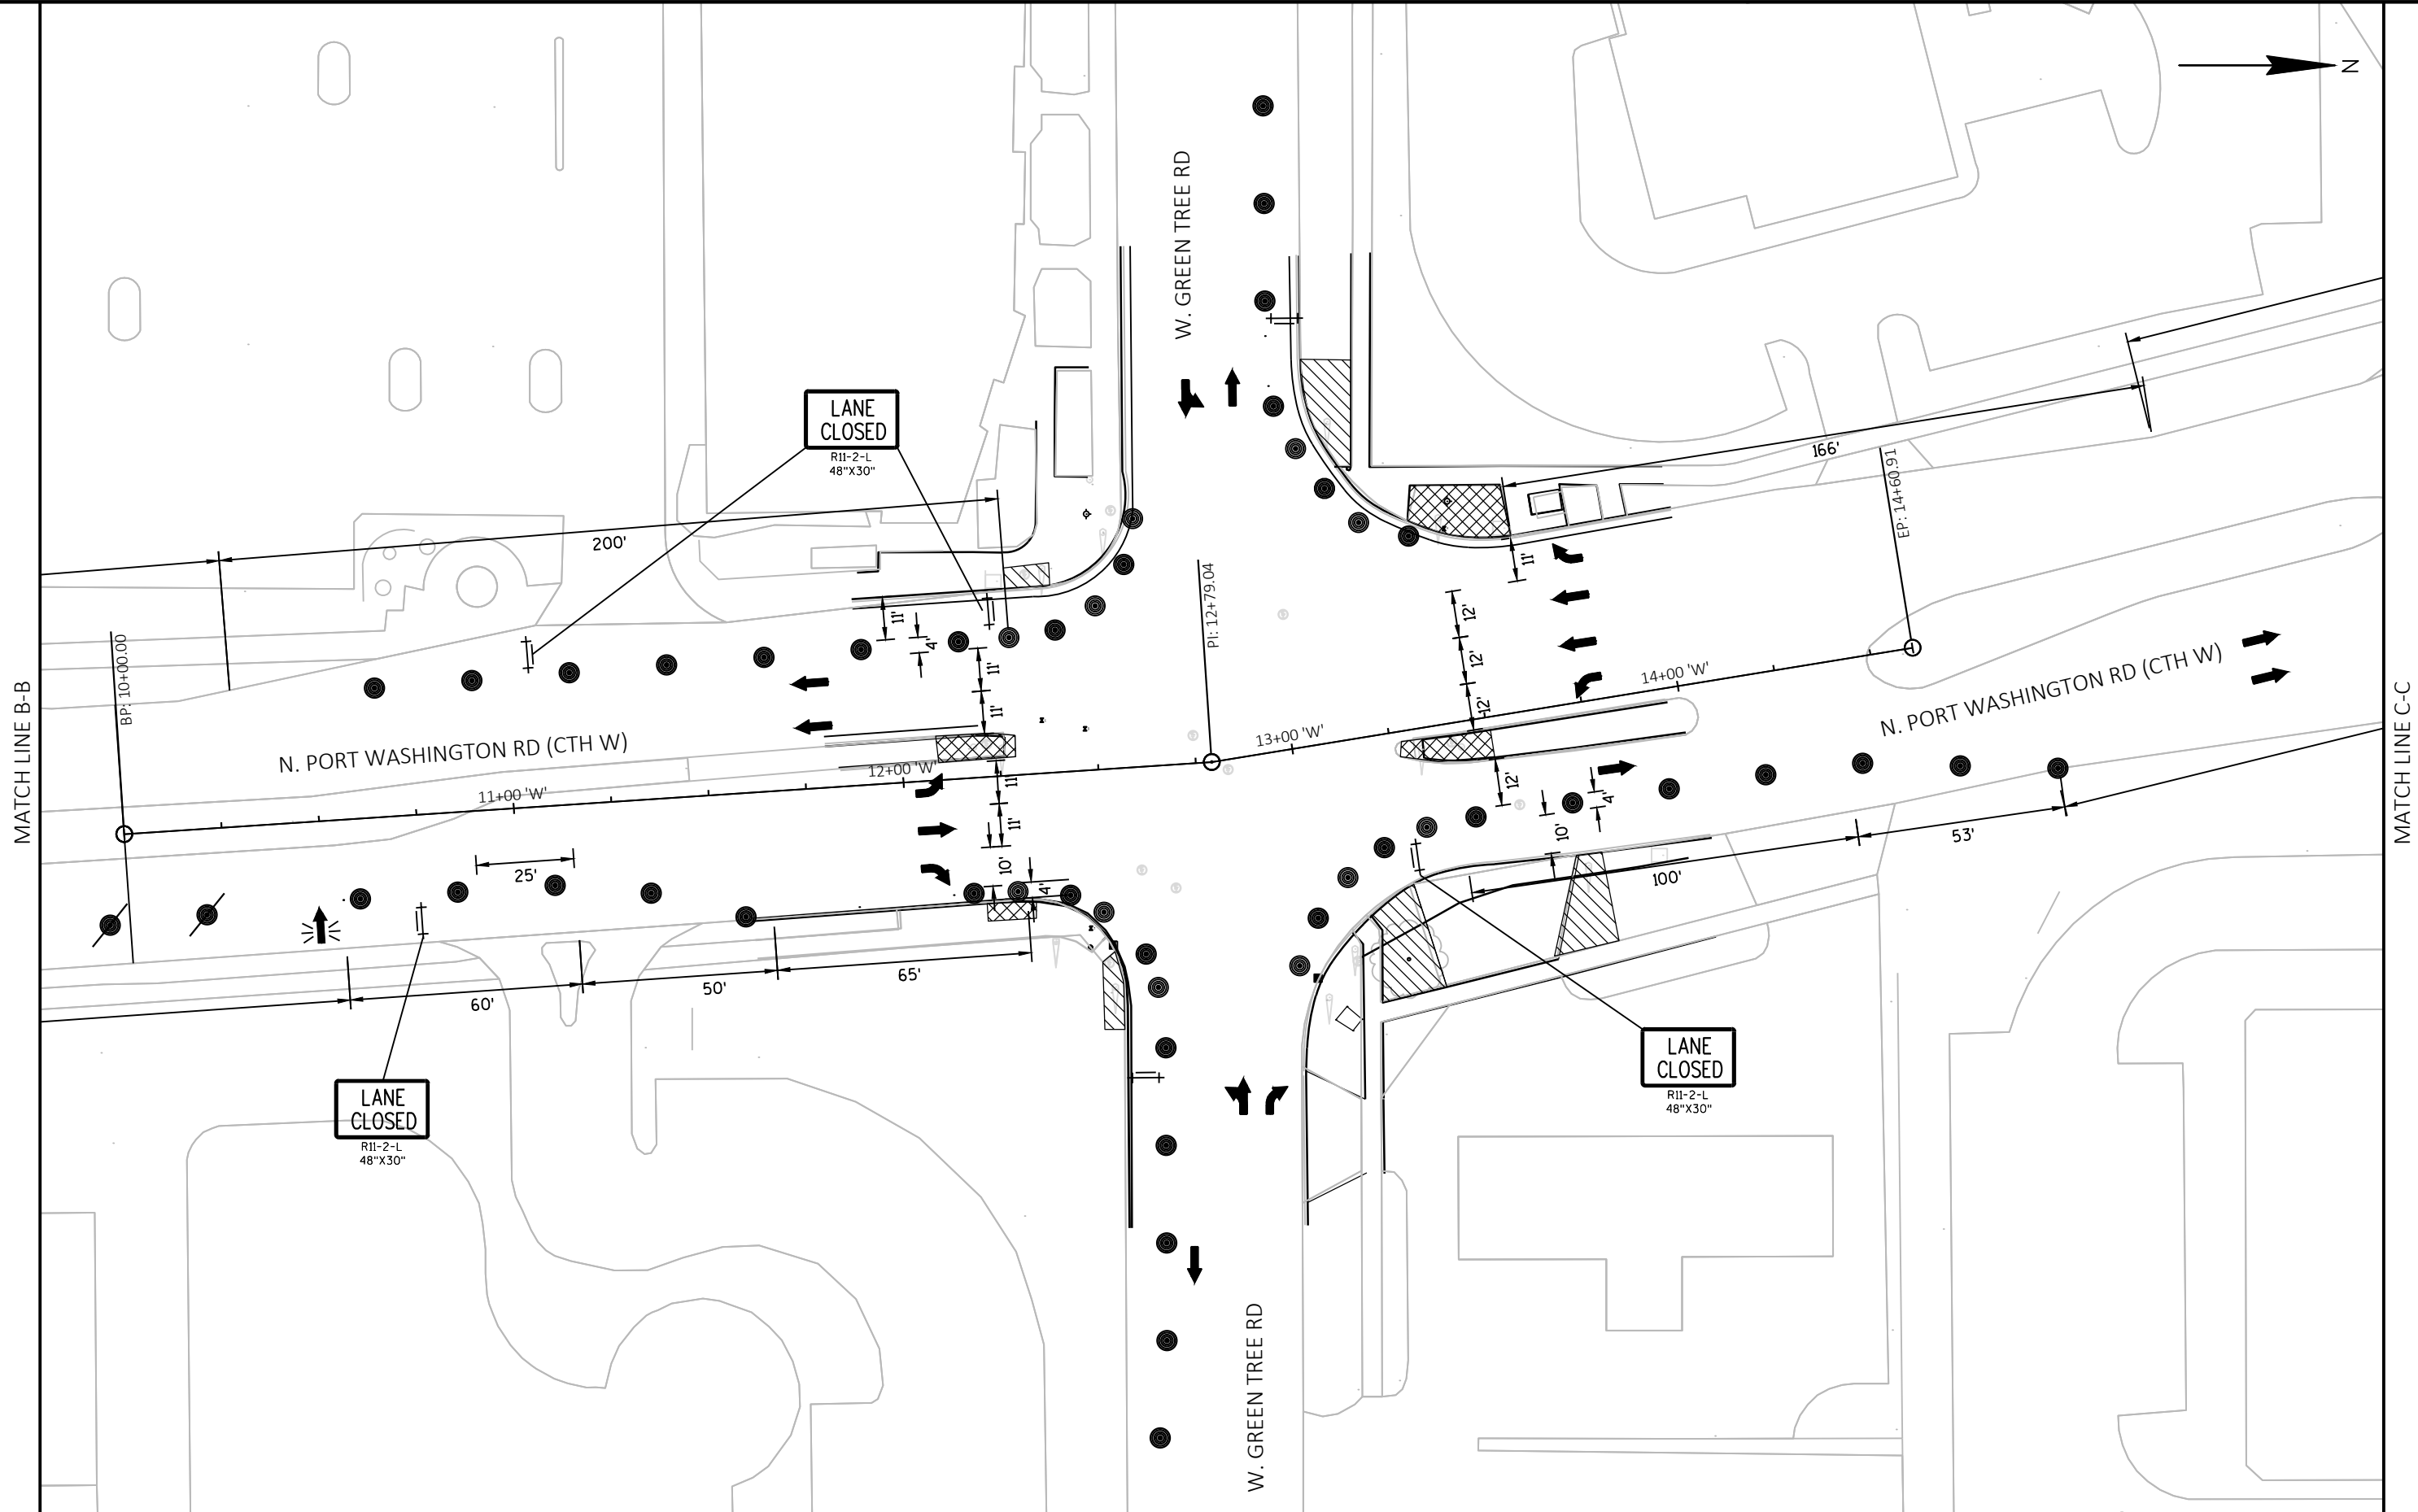 N
W. GREEN TREE RD
LANE
CLOSED
R11-2-L
48"X30"
166'
EP: 14+60.91
200'
11'
PI: 12+79.04
12'
11'
4'
12'
BP: 10+00.00
11'
14+00 'W'
N. PORT WASHINGTON RD (CTH W)
12'
11'
MATCH LINE B-B
MATCH LINE C-C
N. PORT WASHINGTON RD (CTH W)
13+00 'W'
12+00 'W'
11'
12'
11+00 'W'
4'
11'
10'
53'
10'
25'
4'
100'
65'
50'
60'
LANE
CLOSED
R11-2-L
48"X30"
LANE
CLOSED
R11-2-L
48"X30"
W. GREEN TREE RD